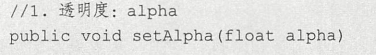 //1. 透明度: alpha
public void setAlpha(float alpha)